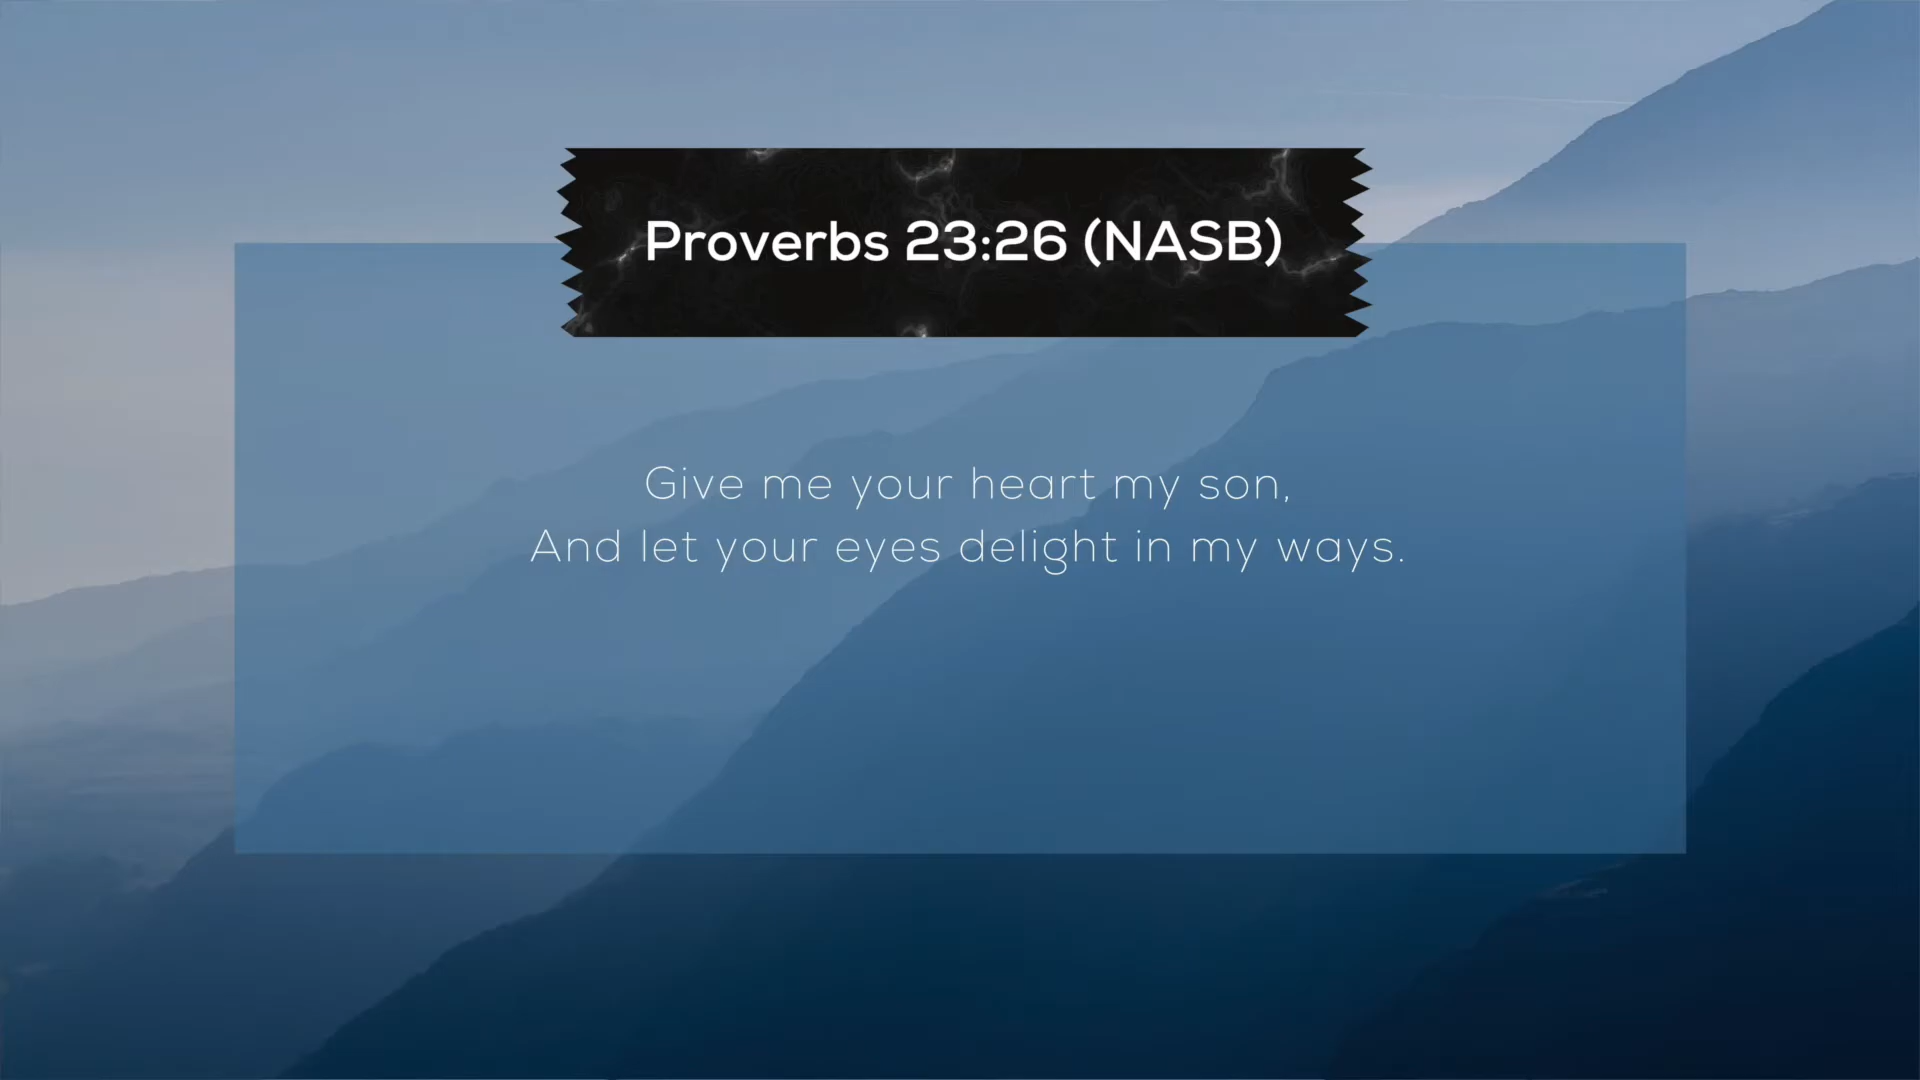 Proverbs 23:26 (NASB)
Give me your heart my son,
And let your eyes delight in my ways.